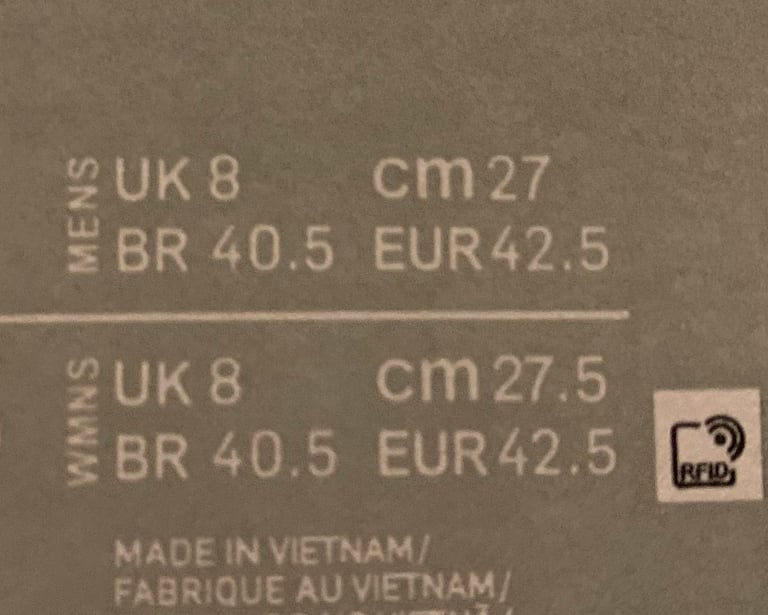 MENS
UK 8 cm 27
BR 40.5 EUR 42.5
WMNS
UK 8 cm 27.5
BR 40.5 EUR 42.5
RFID
MADE IN VIETNAM/
FABRIQUE AU VIETNAM/